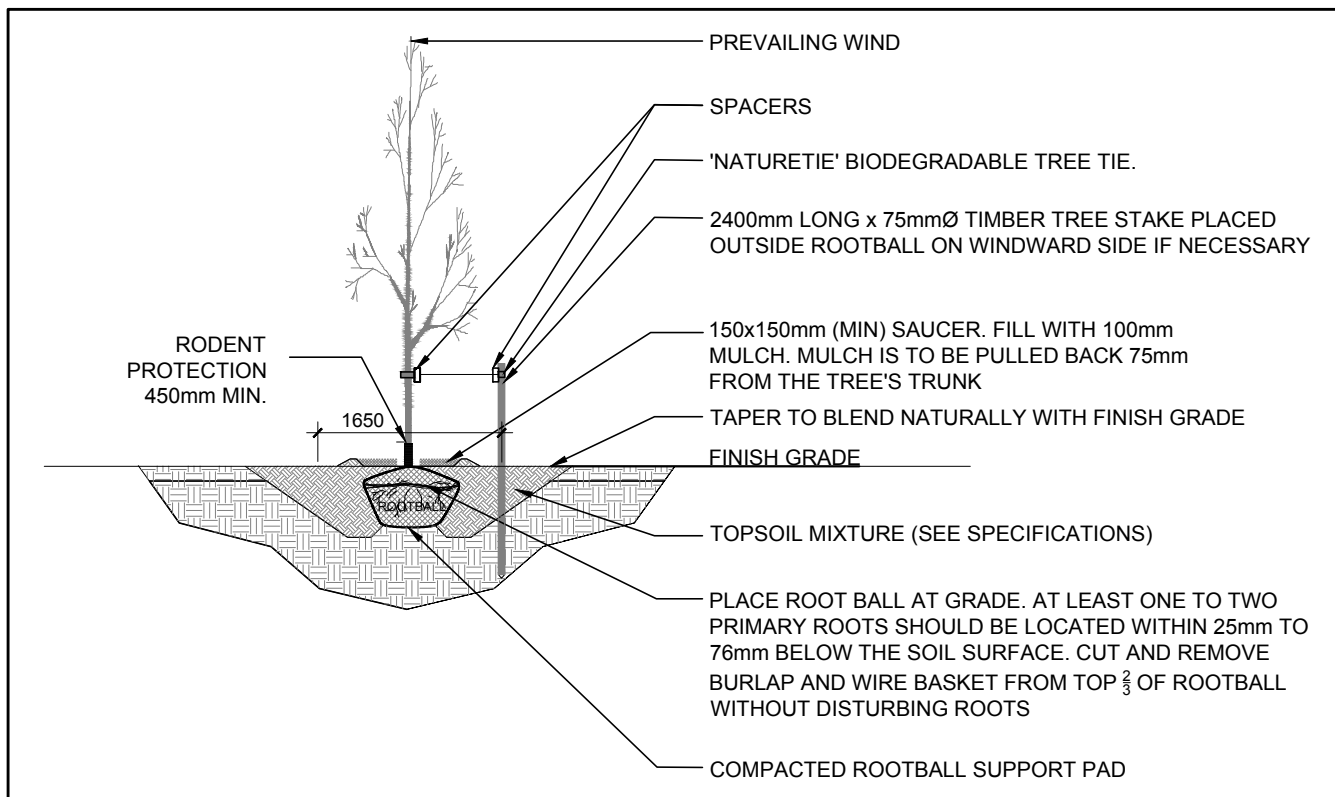 PREVAILING WIND
SPACERS
'NATURETIE' BIODEGRADABLE TREE TIE.
2400mm LONG x 75mmØ TIMBER TREE STAKE PLACED
OUTSIDE ROOTBALL ON WINDWARD SIDE IF NECESSARY
150x150mm (MIN) SAUCER. FILL WITH 100mm
MULCH. MULCH IS TO BE PULLED BACK 75mm
FROM THE TREE'S TRUNK
RODENT
PROTECTION
450mm MIN.
1650
TAPER TO BLEND NATURALLY WITH FINISH GRADE
FINISH GRADE
ROOTBALL
TOPSOIL MIXTURE (SEE SPECIFICATIONS)
PLACE ROOT BALL AT GRADE. AT LEAST ONE TO TWO
PRIMARY ROOTS SHOULD BE LOCATED WITHIN 25mm TO
76mm BELOW THE SOIL SURFACE. CUT AND REMOVE
BURLAP AND WIRE BASKET FROM TOP 2/3 OF ROOTBALL
WITHOUT DISTURBING ROOTS
COMPACTED ROOTBALL SUPPORT PAD